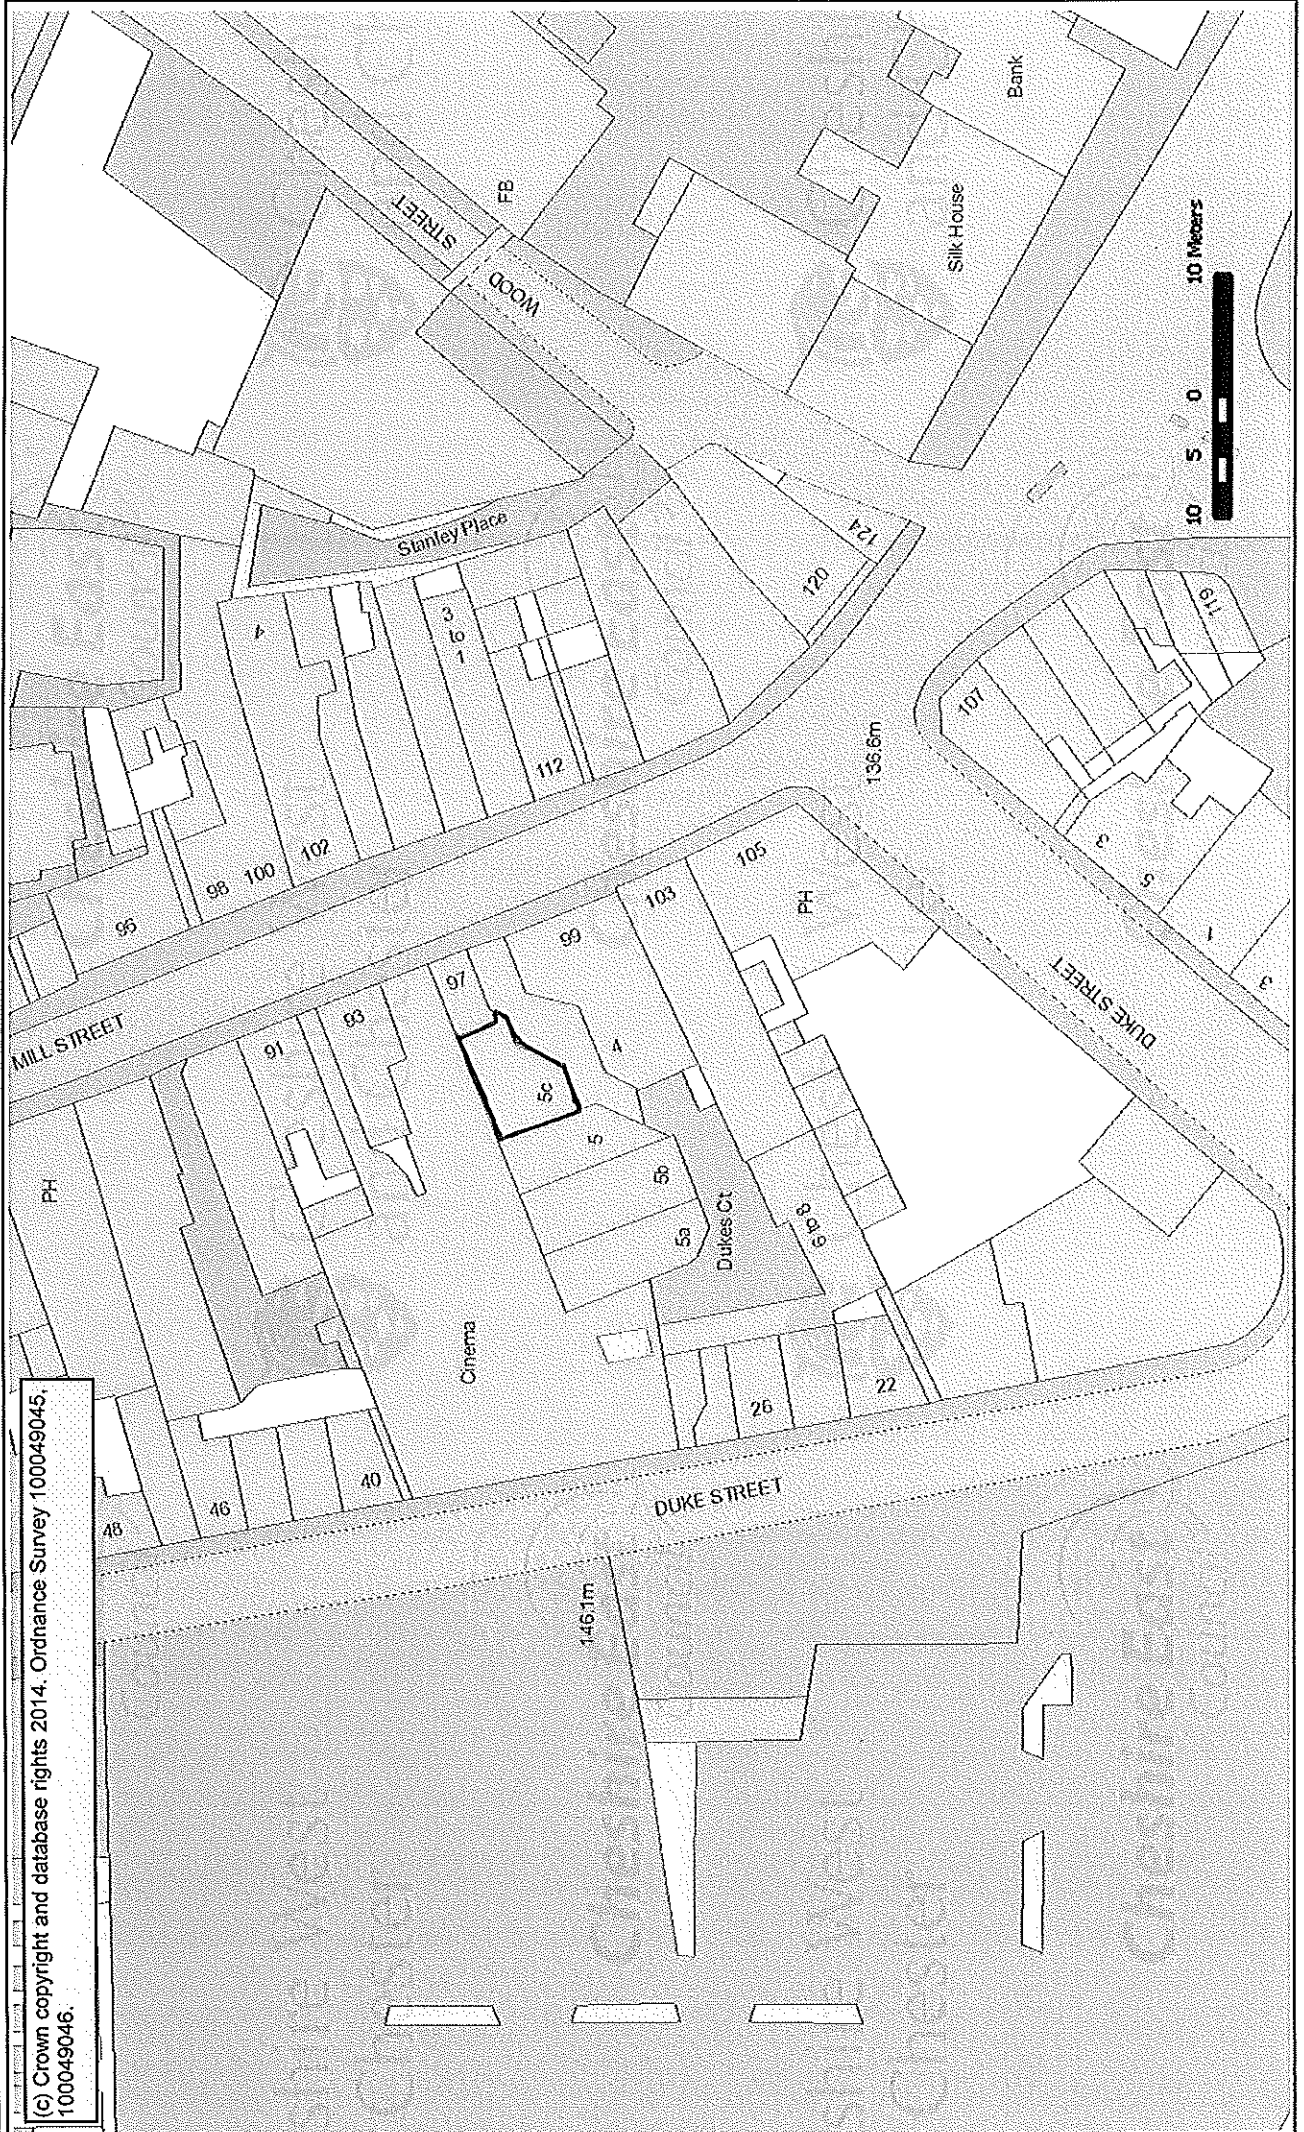 (c) Crown copyright and database rights 2014. Ordnance Survey 100049045,
100049046.
48
46
40
PH
MILL STREET
91
93
97
99
103
105
PH
5c
4
5
5b
5a
Dukes Ct
6 to 8
Cinema
26
22
DUKE STREET
146.1m
96
98
100
102
112
4
3
to
1
Stanley Place
WOOD
STREET
FB
120
124
Silk House
Bank
136.6m
107
119
3
5
1
3
DUKE STREET
10 5 0 10 Meters